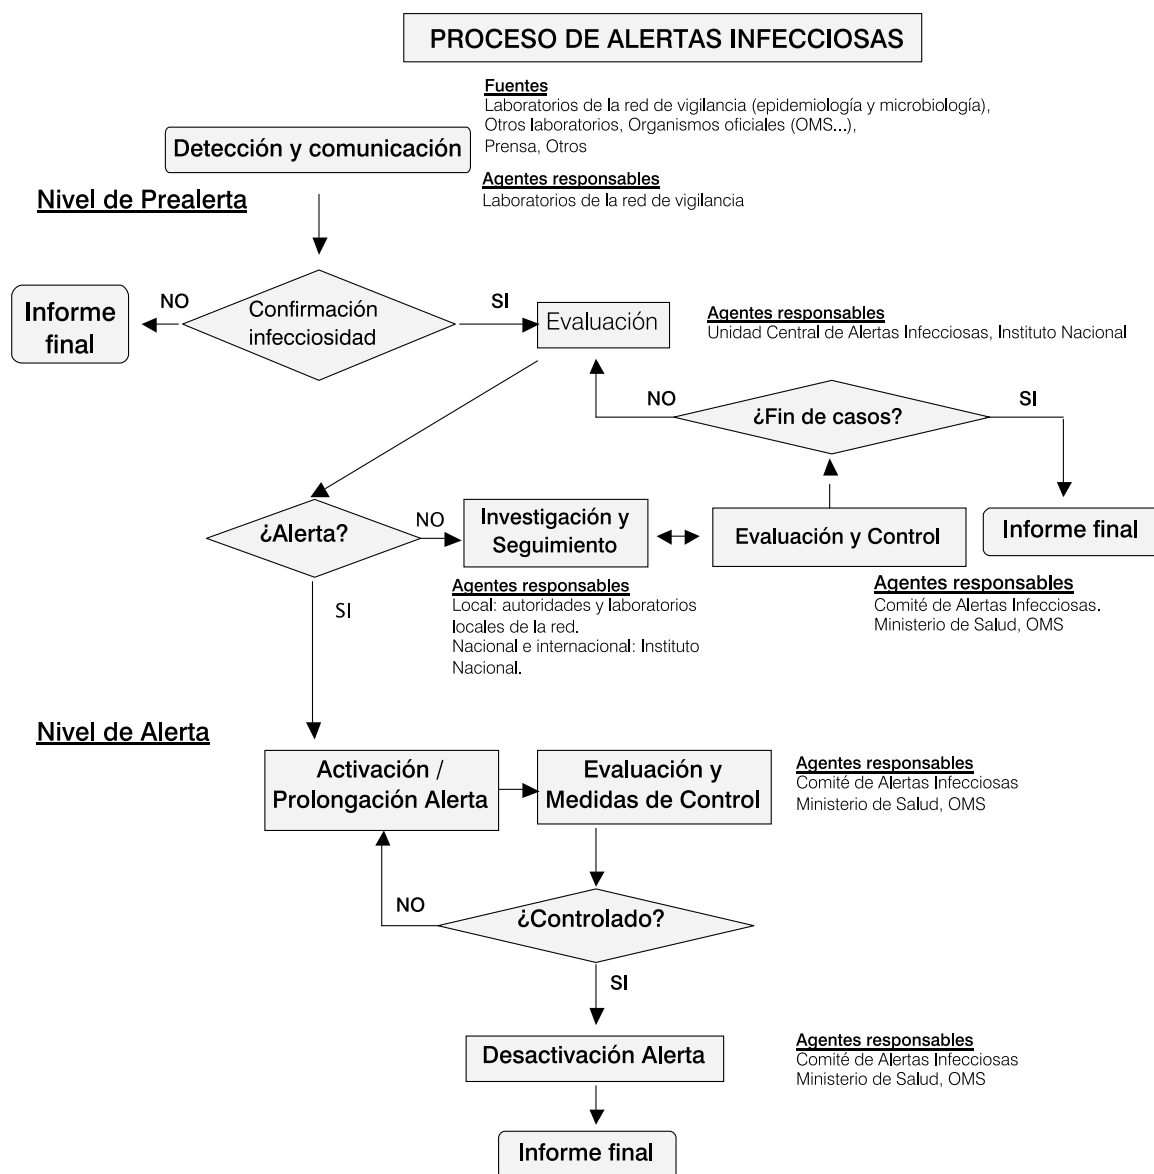 PROCESO DE ALERTAS INFECCIOSAS
Fuentes
Laboratorios de la red de vigilancia (epidemiología y microbiología),
Otros laboratorios, Organismos oficiales (OMS...),
Prensa, Otros
Detección y comunicación
Agentes responsables
Laboratorios de la red de vigilancia
Nivel de Prealerta
Informe
final
NO
Confirmación
infecciosidad
SI
Evaluación
Agentes responsables
Unidad Central de Alertas Infecciosas, Instituto Nacional
NO
¿Fin de casos?
SI
¿Alerta?
NO
Investigación y
Seguimiento
Evaluación y Control
Informe final
Agentes responsables
Local: autoridades y laboratorios
locales de la red.
Nacional e internacional: Instituto
Nacional.
Agentes responsables
Comité de Alertas Infecciosas.
Ministerio de Salud, OMS
SI
Nivel de Alerta
Activación /
Prolongación Alerta
Evaluación y
Medidas de Control
Agentes responsables
Comité de Alertas Infecciosas
Ministerio de Salud, OMS
NO
¿Controlado?
SI
Desactivación Alerta
Agentes responsables
Comité de Alertas Infecciosas
Ministerio de Salud, OMS
Informe final